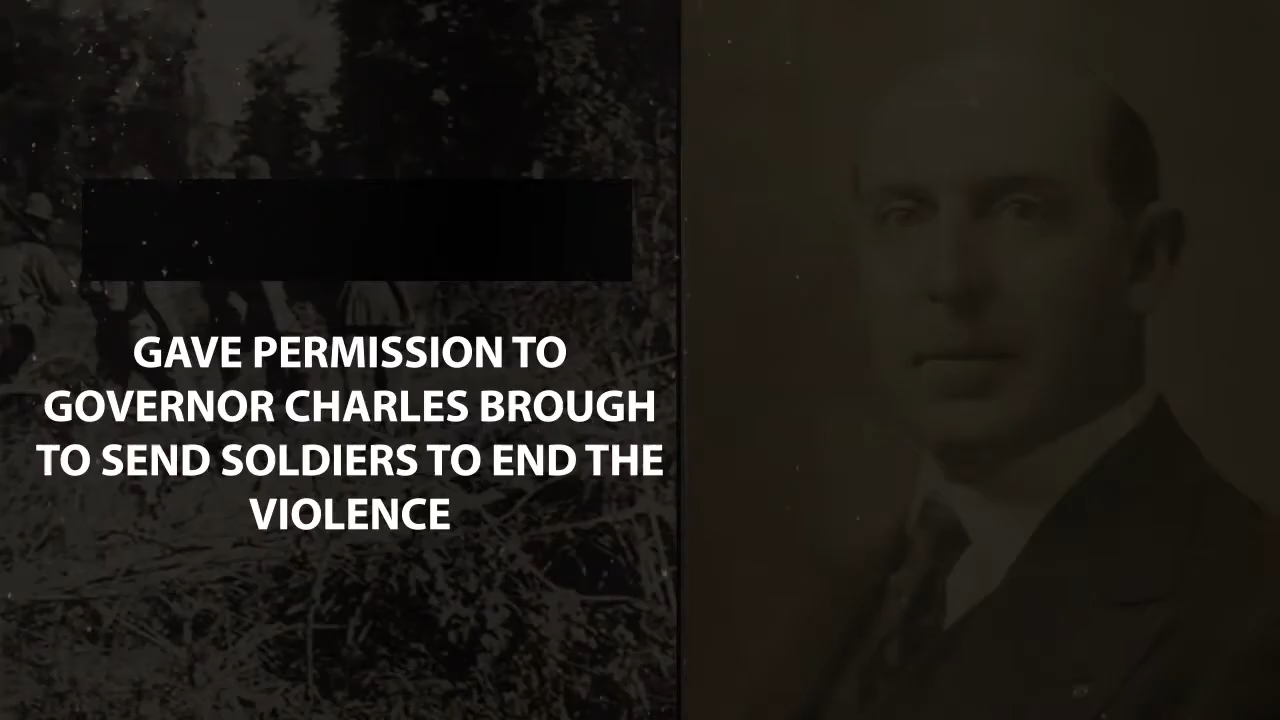 GAVE PERMISSION TO
GOVERNOR CHARLES BROUGH
TO SEND SOLDIERS TO END THE
VIOLENCE